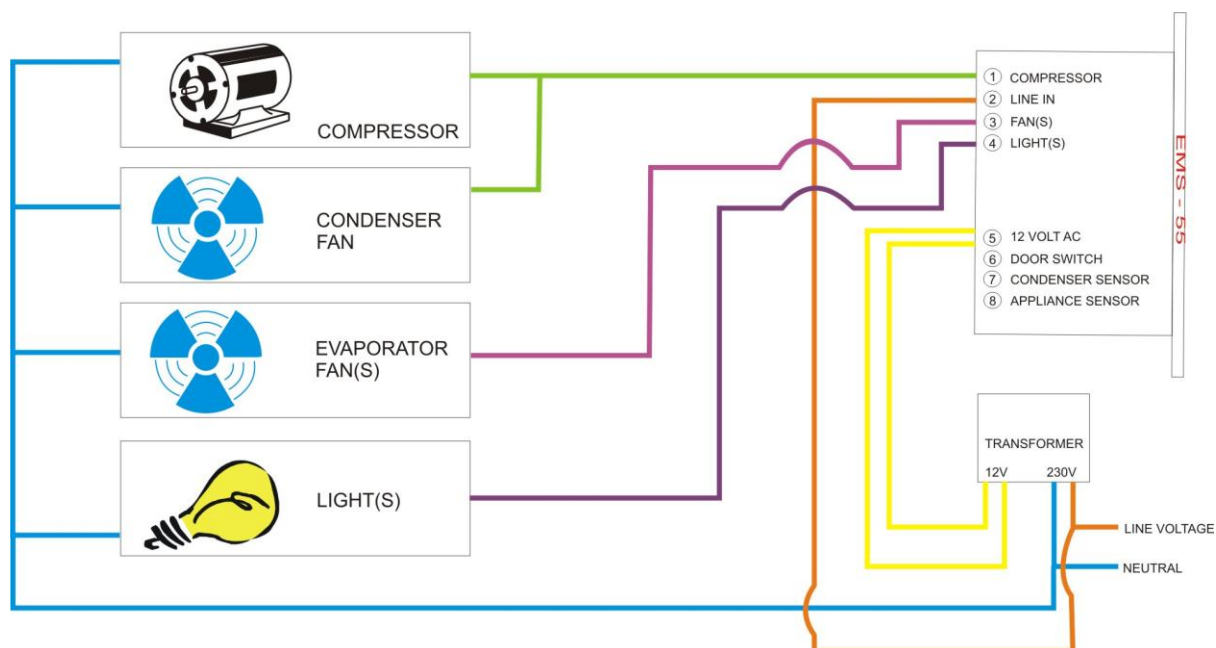 COMPRESSOR
CONDENSER
FAN
EVAPORATOR
FAN(S)
LIGHT(S)
1 COMPRESSOR
2 LINE IN
3 FAN(S)
4 LIGHT(S)
5 12 VOLT AC
6 DOOR SWITCH
7 CONDENSER SENSOR
8 APPLIANCE SENSOR
EMS - 55
TRANSFORMER
12V 230V
LINE VOLTAGE
NEUTRAL